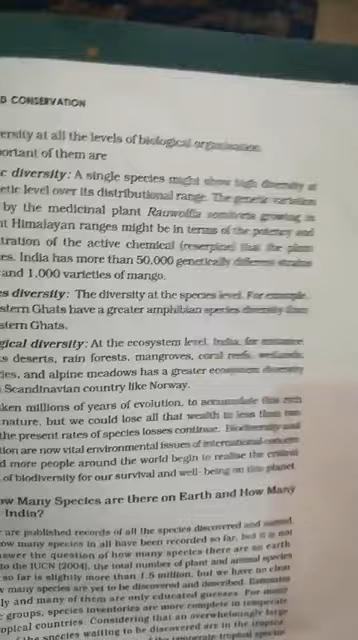 D CONSERVATION
ersity at all the levels of biological organisation
ortant of them are
c diversity: A single species might show high diversity at
etic level over its distributional range. The genetic variation
by the medicinal plant Rauwolfia vomitoria growing in
nt Himalayan ranges might be in terms of the potency and
tration of the active chemical (reserpine) that the plant
es. India has more than 50,000 genetically different strains
and 1,000 varieties of mango.
es diversity: The diversity at the species level. For example,
stern Ghats have a greater amphibian species diversity than
stern Ghats.
gical diversity: At the ecosystem level, India, for instance
s deserts, rain forests, mangroves, coral reefs, wetlands,
ies, and alpine meadows has a greater ecosystem diversity
Scandinavian country like Norway.
ken millions of years of evolution, to accumulate this rich
nature, but we could lose all that wealth in less than two
the present rates of species losses continue. Biodiversity and
tion are now vital environmental issues of international concern
d more people around the world begin to realise the critical
of biodiversity for our survival and well- being on this planet.
ow Many Species are there on Earth and How Many
India?
are published records of all the species discovered and named,
ow many species in all have been recorded so far, but it is not
nswer the question of how many species there are on earth
to the IUCN (2004), the total number of plant and animal species
so far is slightly more than 1.5 million, but we have no clear
many species are yet to be discovered and described. Estimates
ly and many of them are only educated guesses. For many
groups, species inventories are more complete in temperate
opical countries. Considering that an overwhelmingly large
of the species waiting to be discovered are in the tropics
temperate-tropical species